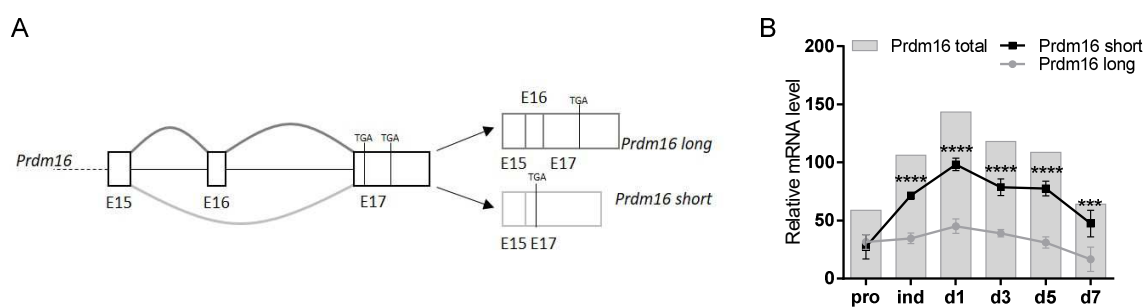 A
Prdm16
E15
E16
TGA
TGA
E17
E16
TGA
E15
E17
Prdm16 long
TGA
Prdm16 short
E15 E17
B
Prdm16 total
Prdm16 short
Prdm16 long
Relative mRNA level
200
150
100
50
0
****
****
****
****
***
pro
ind
d1
d3
d5
d7